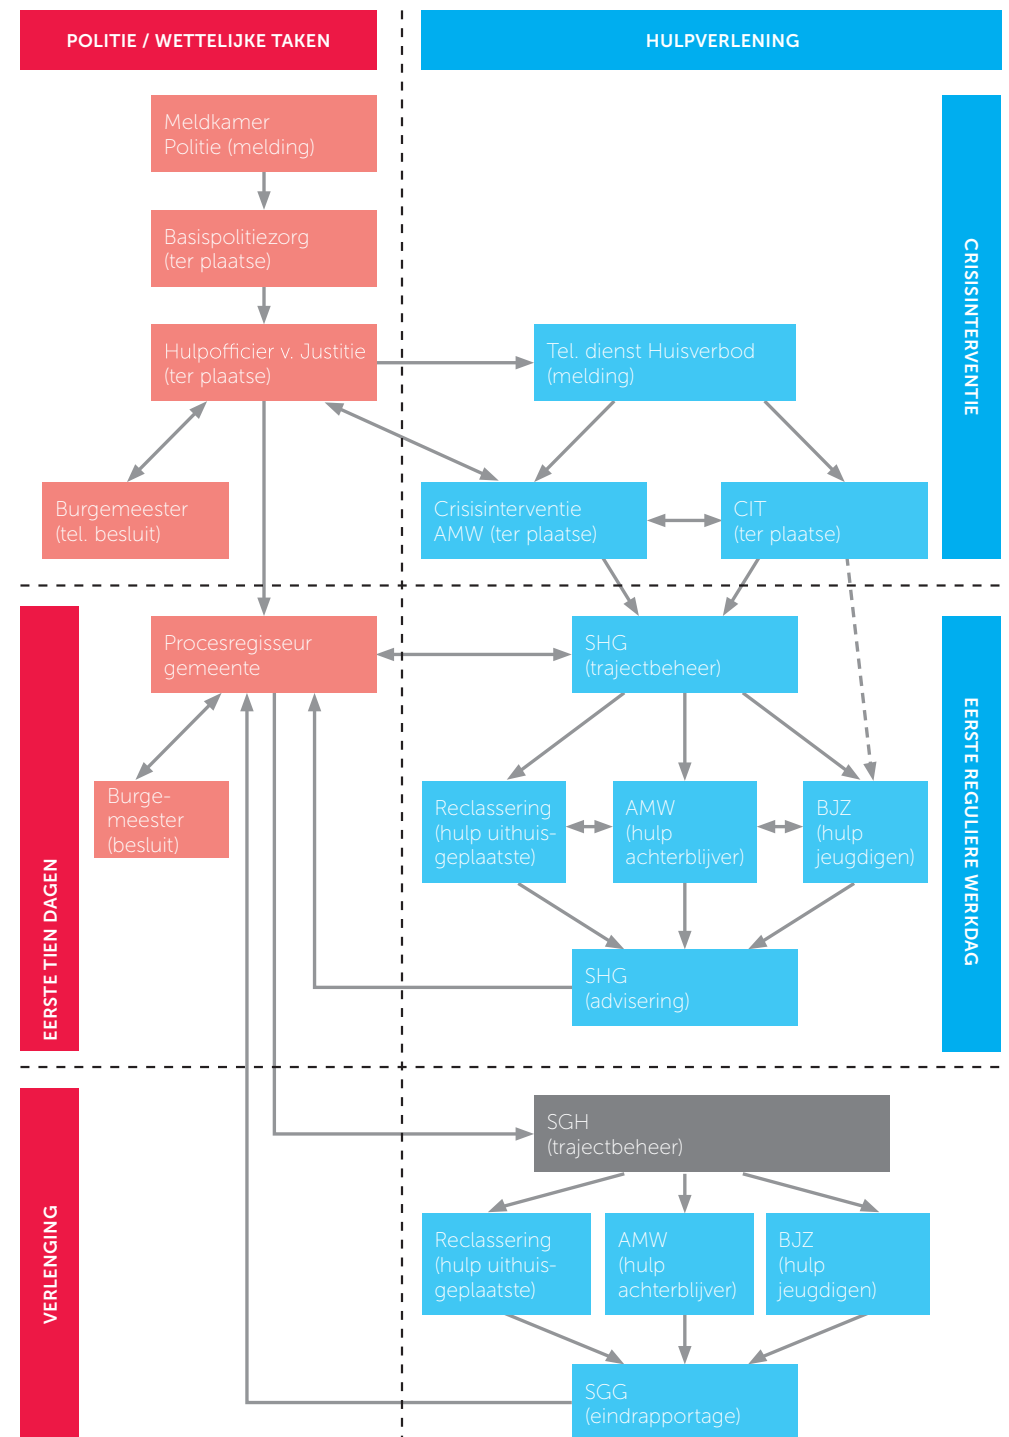 POLITIE / WETTELIJKE TAKEN
HULPVERLENING
Meldkamer
Politie (melding)
Basispolitiezorg
(ter plaatse)
Hulpofficier v. Justitie
(ter plaatse)
Tel. dienst Huisverbod
(melding)
Burgemeester
(tel. besluit)
Crisisinterventie
AMW (ter plaatse)
CIT
(ter plaatse)
CRISISINTERVENTIE
EERSTE TIEN DAGEN
Procesregisseur
gemeente
SHG
(trajectbeheer)
Burge-
meester
(besluit)
Reclassering
(hulp uithuis-
geplaatste)
AMW
(hulp
achterblijver)
BJZ
(hulp
jeugdigen)
SHG
(advisering)
EERSTE REGULIERE WERKDAG
VERLENGING
SGH
(trajectbeheer)
Reclassering
(hulp uithuis-
geplaatste)
AMW
(hulp
achterblijver)
BJZ
(hulp
jeugdigen)
SGG
(eindrapportage)